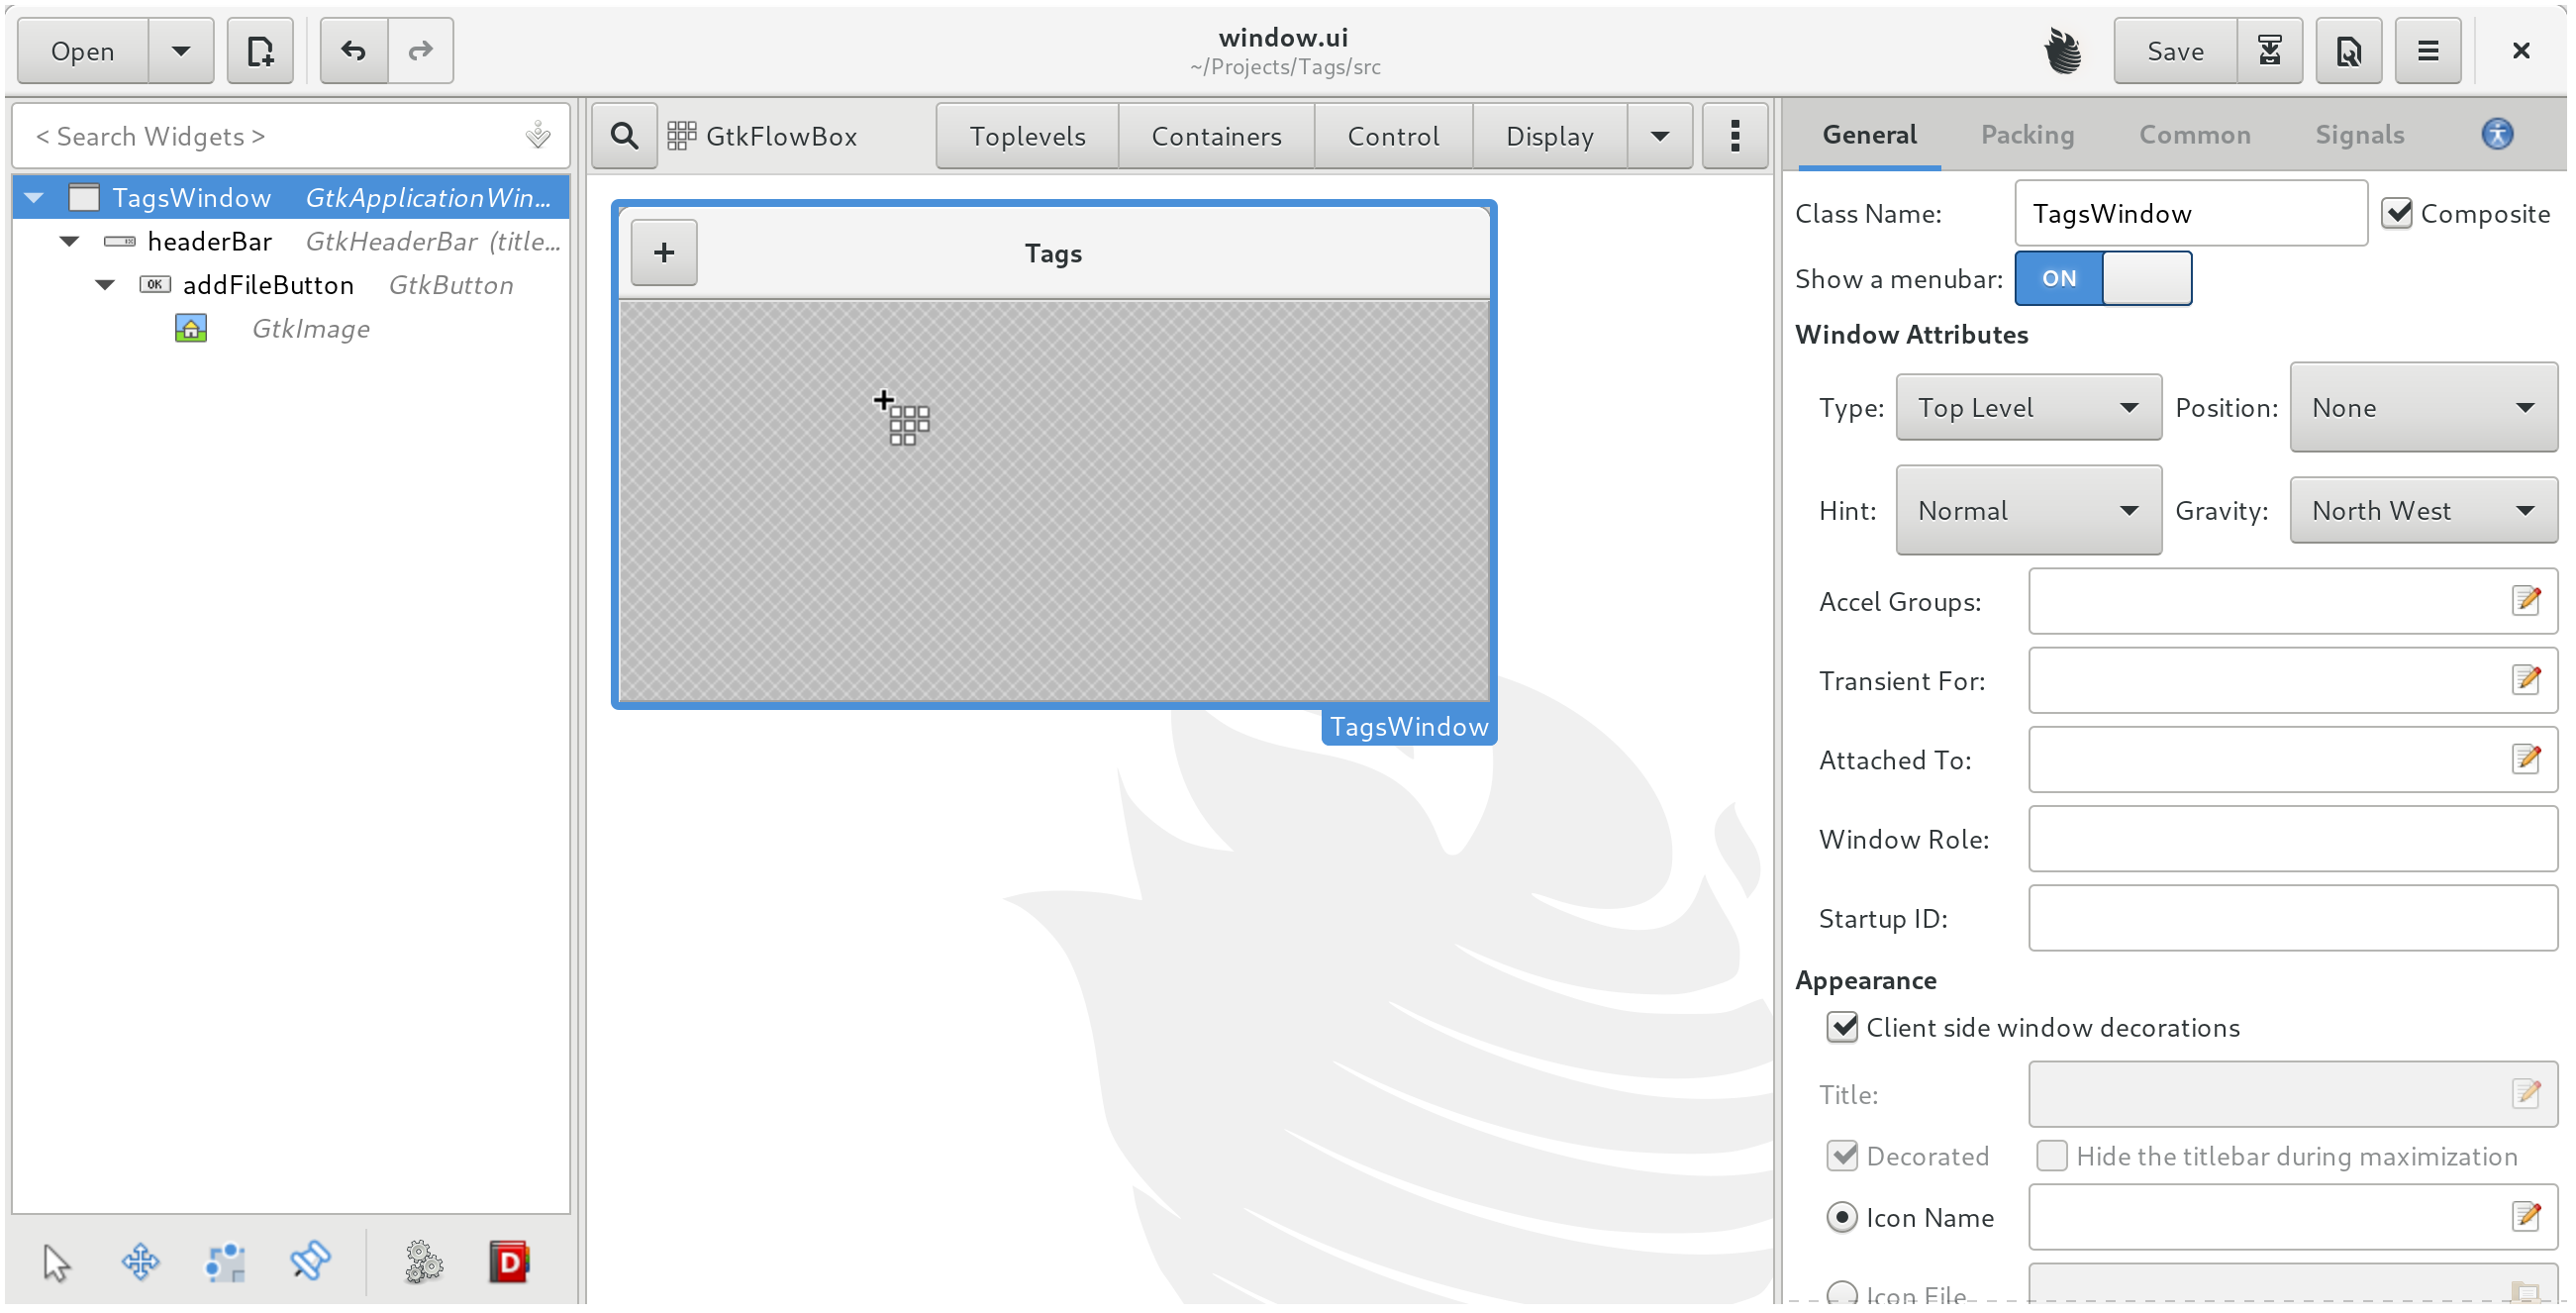 Open
window.ui
~/Projects/Tags/src
Save
< Search Widgets >
TagsWindow GtkApplicationWin...
headerBar GtkHeaderBar (title...
addFileButton GtkButton
OK
GtkImage
GtkFlowBox
Toplevels
Containers
Control
Display
Tags
TagsWindow
General
Packing
Common
Signals
Class Name: TagsWindow Composite
Show a menubar: ON
Window Attributes
Type: Top Level Position: None
Hint: Normal Gravity: North West
Accel Groups:
Transient For:
Attached To:
Window Role:
Startup ID:
Appearance
Client side window decorations
Title:
Decorated Hide the titlebar during maximization
Icon Name
Icon File
D